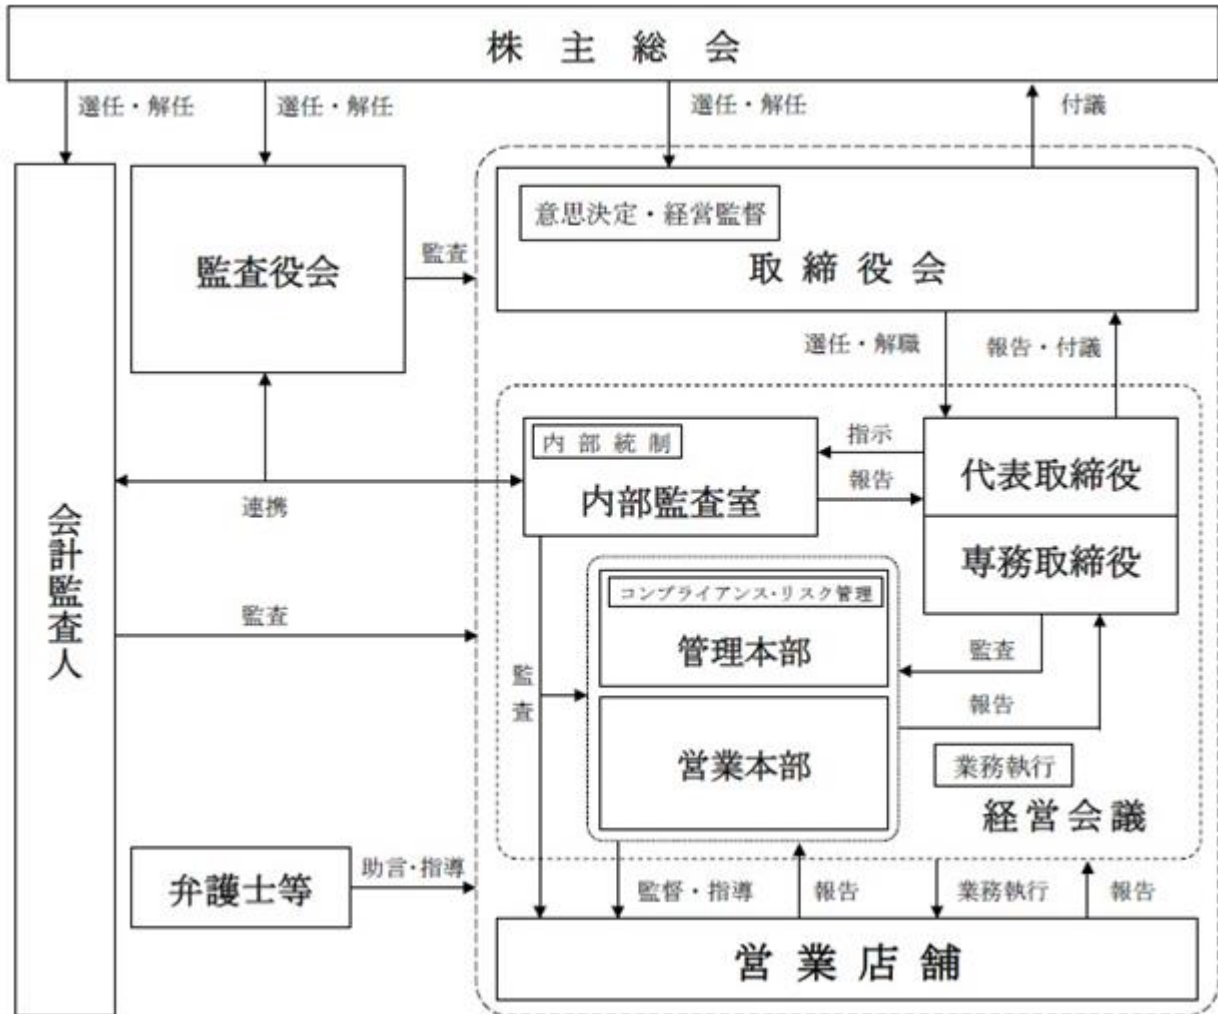 株主総会
選任・解任
選任・解任
選任・解任
付議
意思決定・経営監督
取締役会
監査役会
監査
選任・解職
報告・付議
内部統制
内部監査室
指示
報告
代表取締役
専務取締役
連携
会計監査人
監査
コンプライアンス・リスク管理
管理本部
営業本部
監査
監査
報告
業務執行
経営会議
弁護士等
助言・指導
監督・指導
報告
業務執行
報告
営業店舗